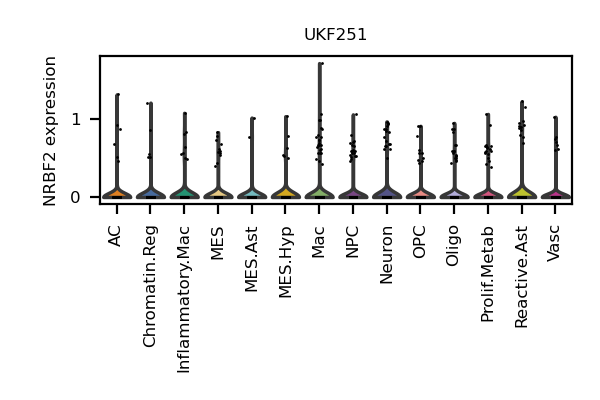 UKF251
NRBF2 expression
1
0
AC
Chromatin.Reg
Inflammatory.Mac
MES
MES.Ast
MES.Hyp
Mac
NPC
Neuron
OPC
Oligo
Prolif.Metab
Reactive.Ast
Vasc